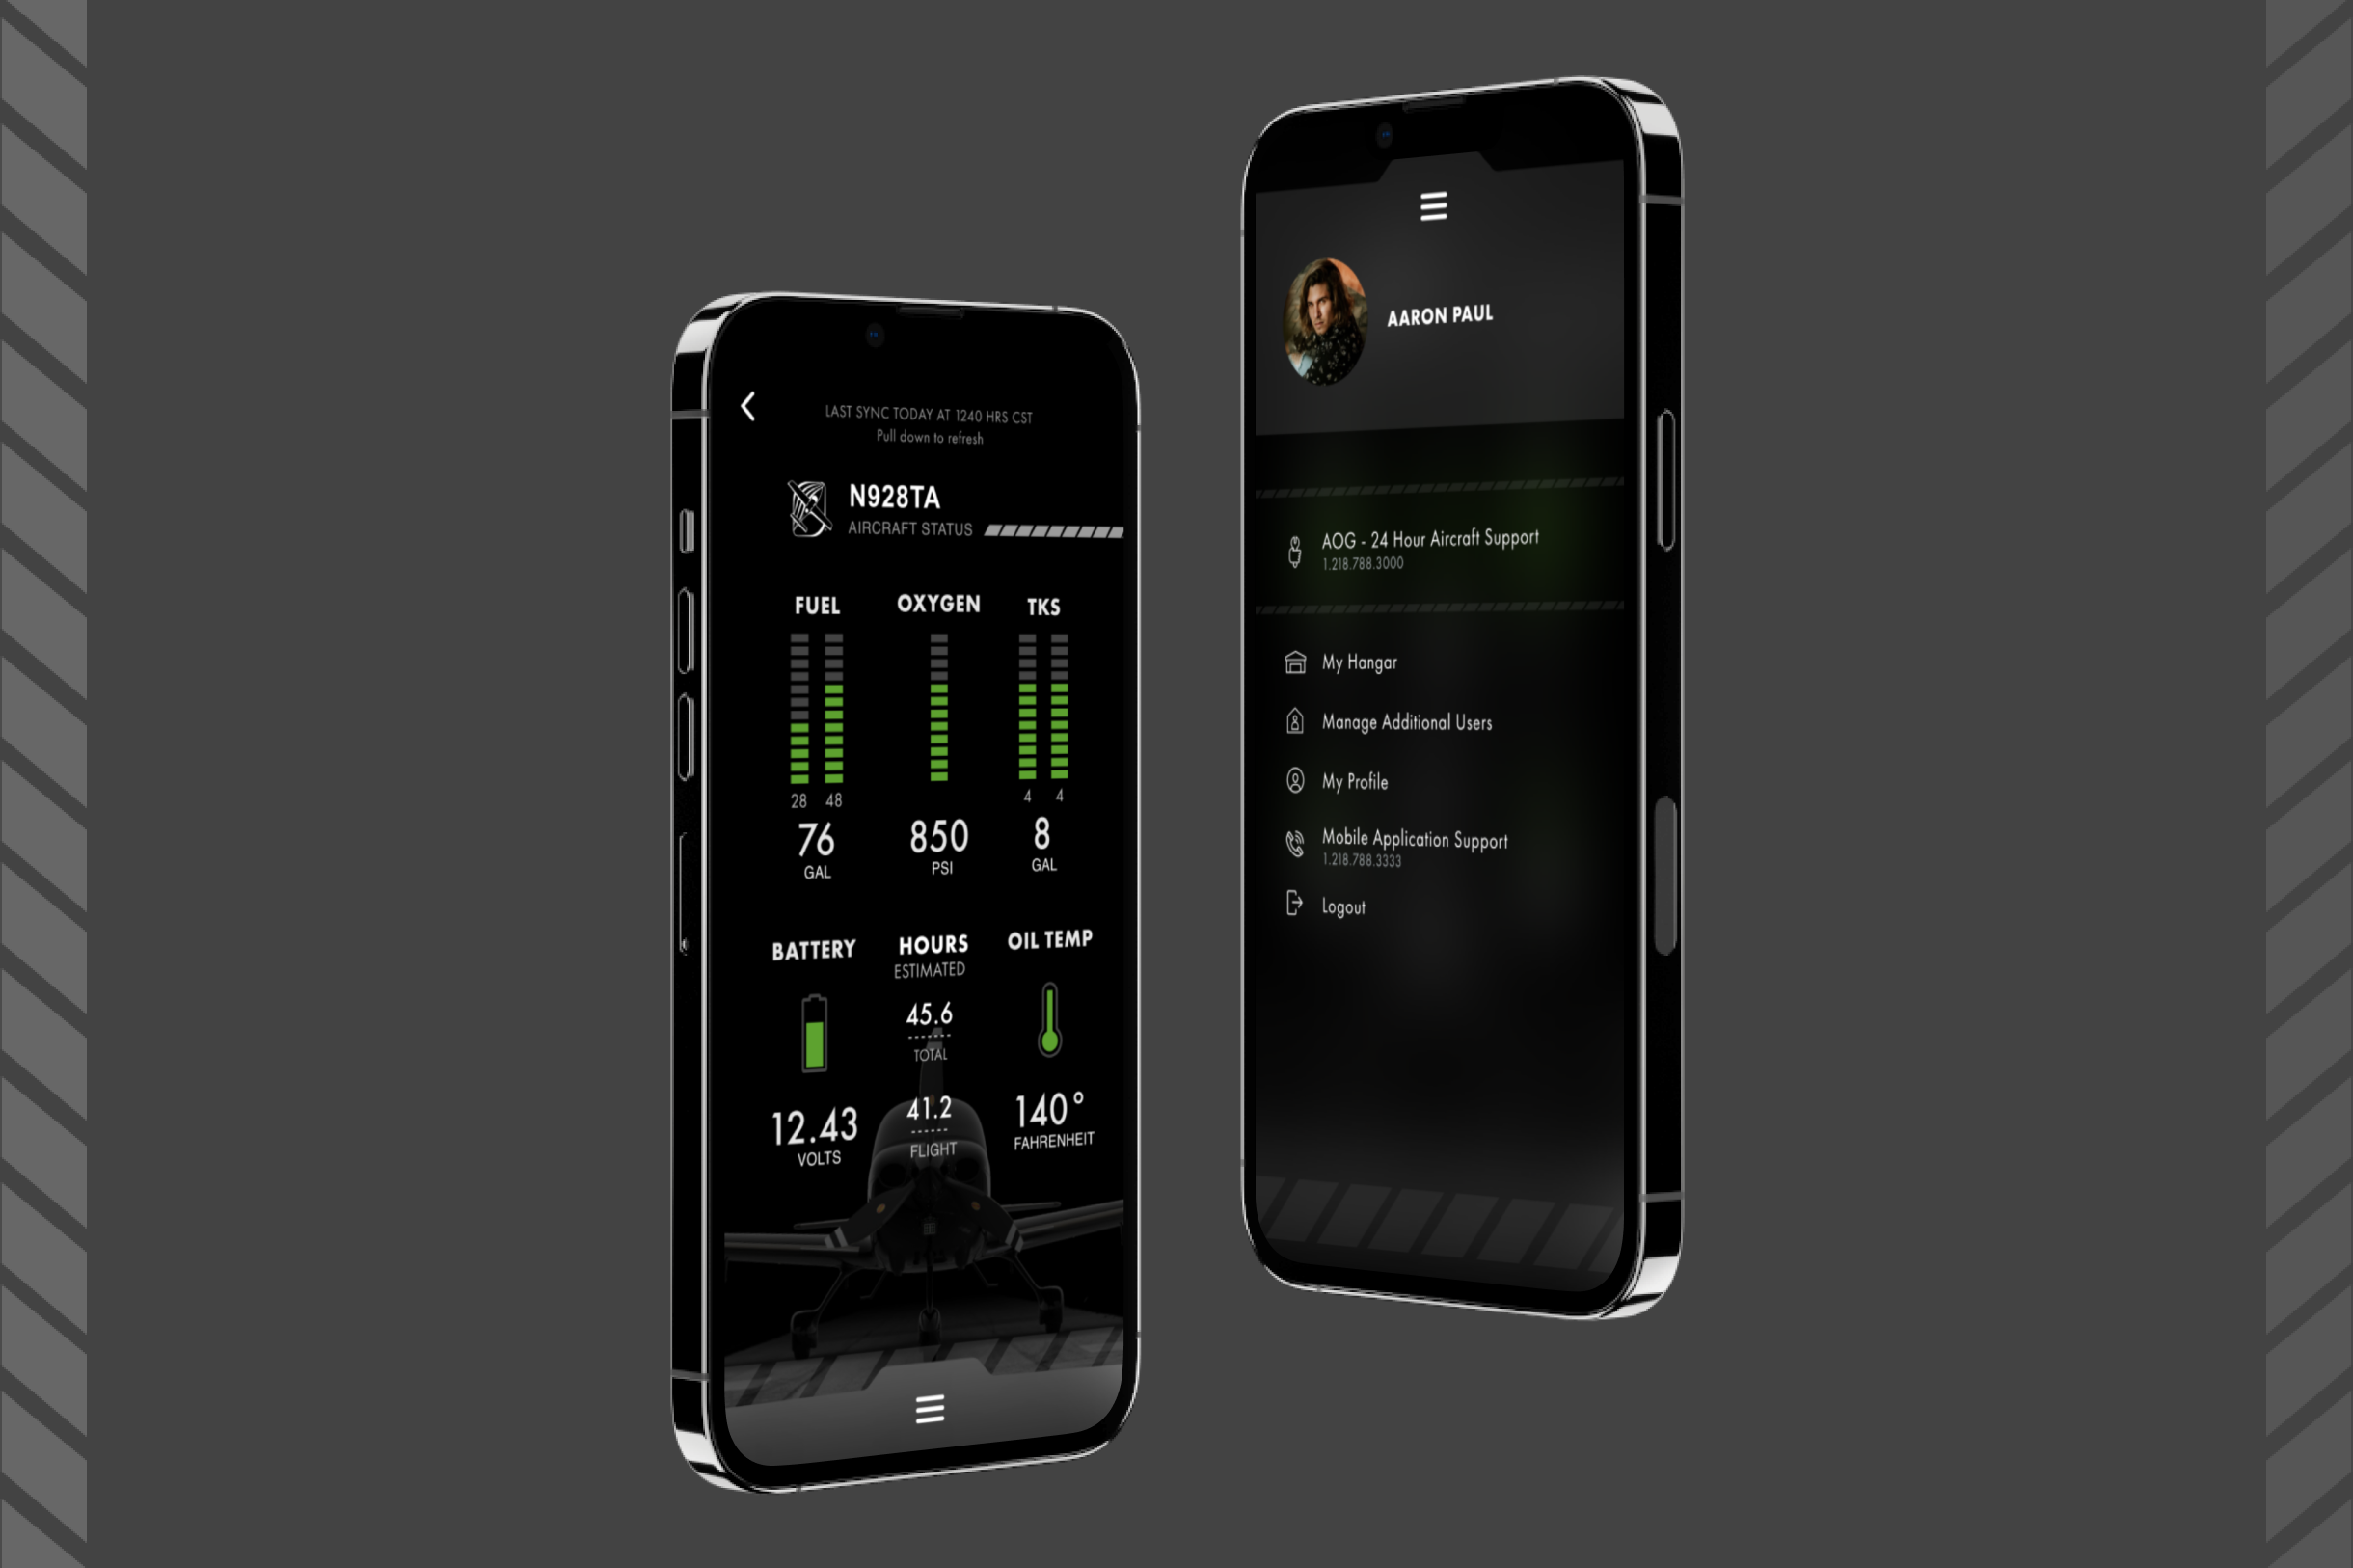 LAST SYNC TODAY AT 1240 HRS CST
Pull down to refresh
N928TA
AIRCRAFT STATUS
FUEL OXYGEN TKS
28 48 4 4
76 850 8
GAL PSI GAL
BATTERY HOURS OIL TEMP
ESTIMATED
45.6
TOTAL
12.43 41.2 140°
VOLTS FLIGHT FAHRENHEIT
AARON PAUL
AOG - 24 Hour Aircraft Support
1.218.788.3000
My Hangar
Manage Additional Users
My Profile
Mobile Application Support
1.218.788.3333
Logout